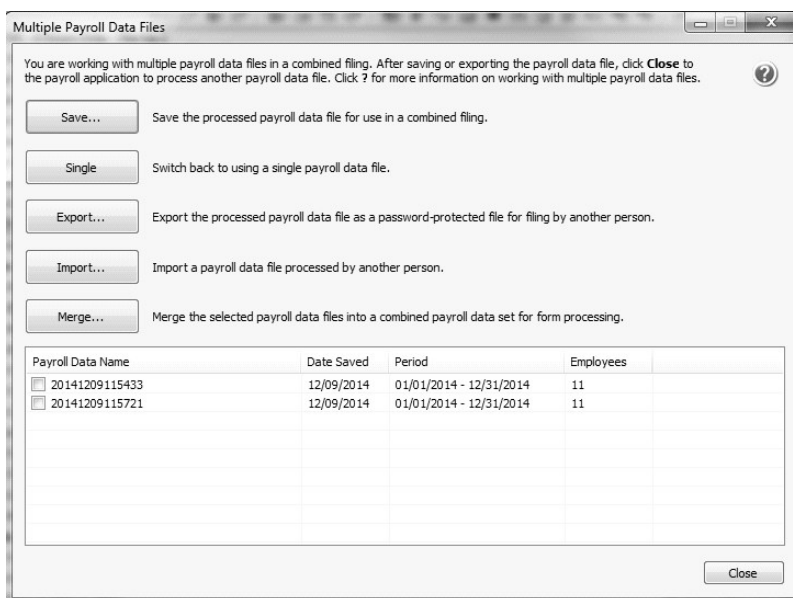 Multiple Payroll Data Files
You are working with multiple payroll data files in a combined filing. After saving or exporting the payroll data file, click Close to
the payroll application to process another payroll data file. Click ? for more information on working with multiple payroll data files.
?
Save... Save the processed payroll data file for use in a combined filing.
Single Switch back to using a single payroll data file.
Export... Export the processed payroll data file as a password-protected file for filing by another person.
Import... Import a payroll data file processed by another person.
Merge... Merge the selected payroll data files into a combined payroll data set for form processing.
Payroll Data Name Date Saved Period Employees
20141209115433 12/09/2014 01/01/2014 - 12/31/2014 11
20141209115721 12/09/2014 01/01/2014 - 12/31/2014 11
Close